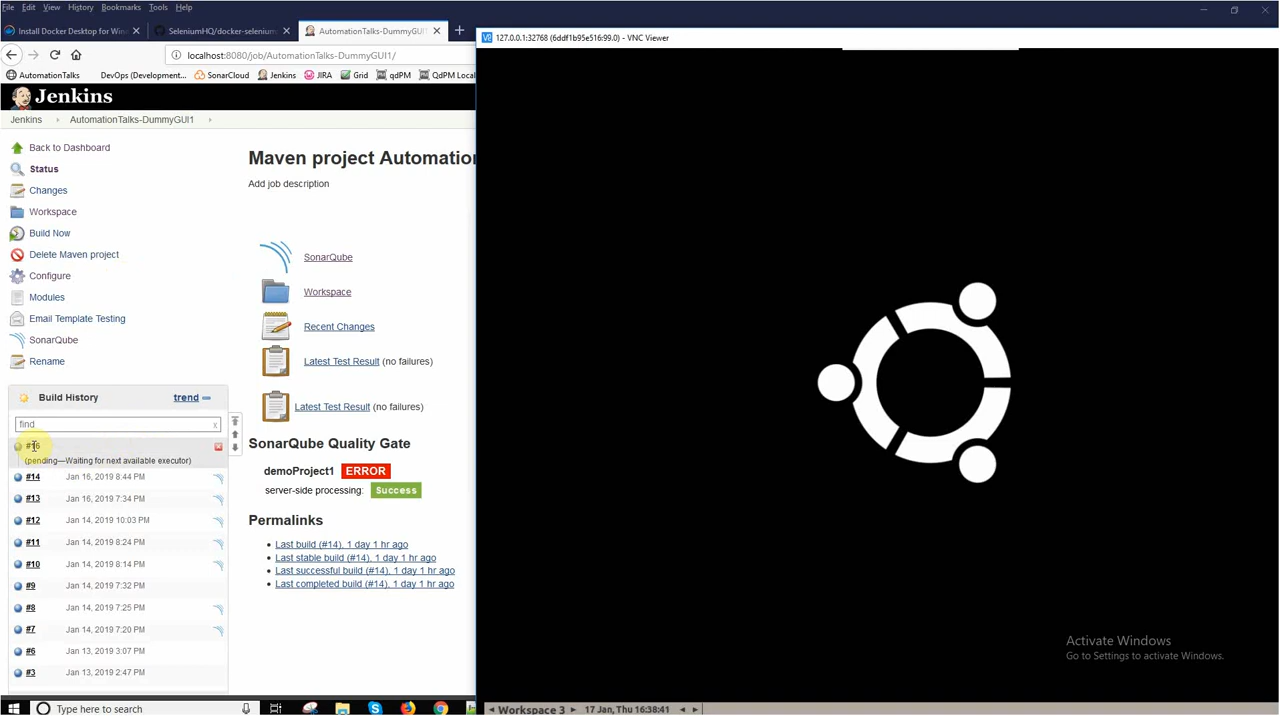 File Edit View History Bookmarks Tools Help
Install Docker Desktop for Win
SeleniumHQ/docker-selenium
AutomationTalks-DummyGUI1
127.0.0.1:32768 (6ddf1b95e516:99.0) - VNC Viewer
localhost:8080/job/AutomationTalks-DummyGUI1/
AutomationTalks DevOps (Development... SonarCloud Jenkins JIRA Grid qdPM QdPM Local
Jenkins
Jenkins AutomationTalks-DummyGUI1
Back to Dashboard
Status
Changes
Workspace
Build Now
Delete Maven project
Configure
Modules
Email Template Testing
SonarQube
Rename
Build History trend
find x
(pending—Waiting for next available executor)
#14 Jan 16, 2019 8:44 PM
#13 Jan 16, 2019 7:34 PM
#12 Jan 14, 2019 10:03 PM
#11 Jan 14, 2019 8:24 PM
#10 Jan 14, 2019 8:14 PM
#9 Jan 14, 2019 7:32 PM
#8 Jan 14, 2019 7:25 PM
#7 Jan 14, 2019 7:20 PM
#6 Jan 13, 2019 3:07 PM
#3 Jan 13, 2019 2:47 PM
Maven project Automation
Add job description
SonarQube
Workspace
Recent Changes
Latest Test Result (no failures)
Latest Test Result (no failures)
SonarQube Quality Gate
demoProject1 ERROR
server-side processing: Success
Permalinks
Last build (#14), 1 day 1 hr ago
Last stable build (#14), 1 day 1 hr ago
Last successful build (#14), 1 day 1 hr ago
Last completed build (#14), 1 day 1 hr ago
Activate Windows
Go to Settings to activate Windows.
Workspace 3 17 Jan, Thu 16:38:41
Type here to search